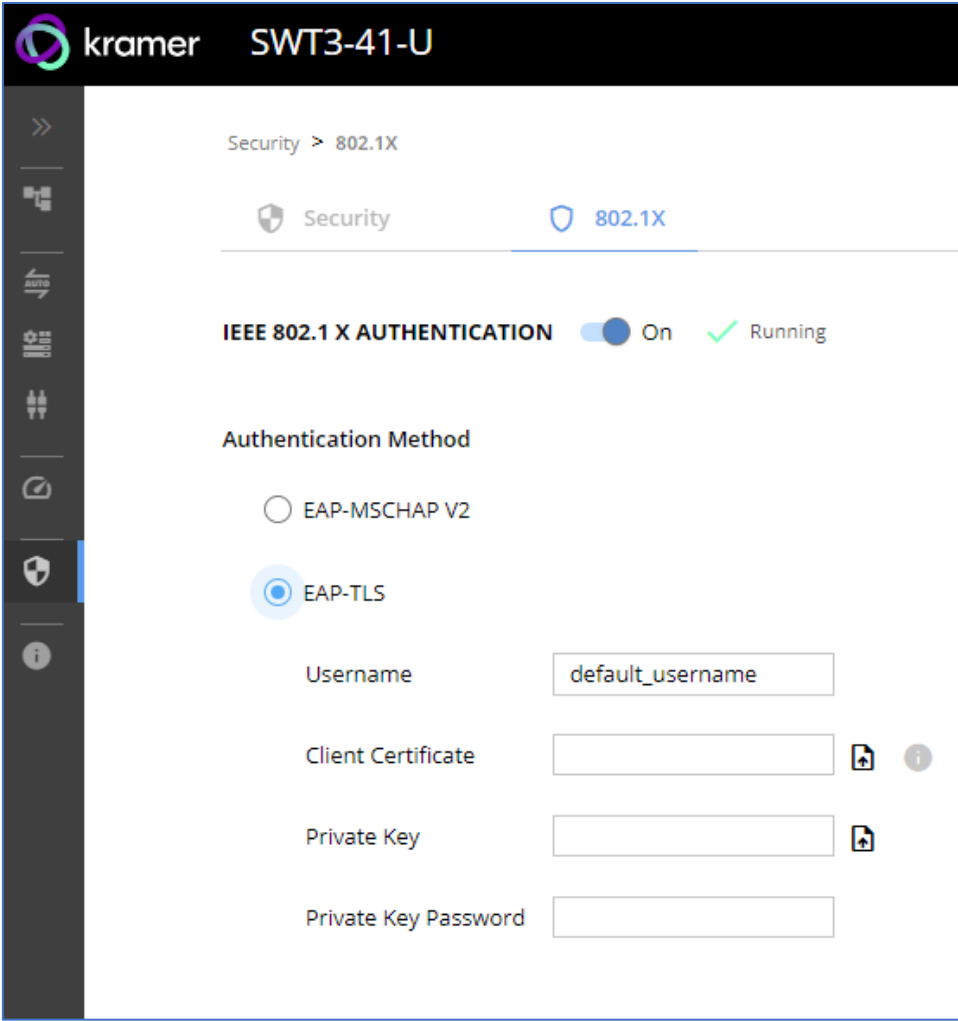 kramer SWT3-41-U
Security > 802.1X
Security 802.1X
IEEE 802.1 X AUTHENTICATION On Running
AUTO
Authentication Method
EAP-MSCHAP V2
EAP-TLS
Username default_username
Client Certificate
Private Key
Private Key Password